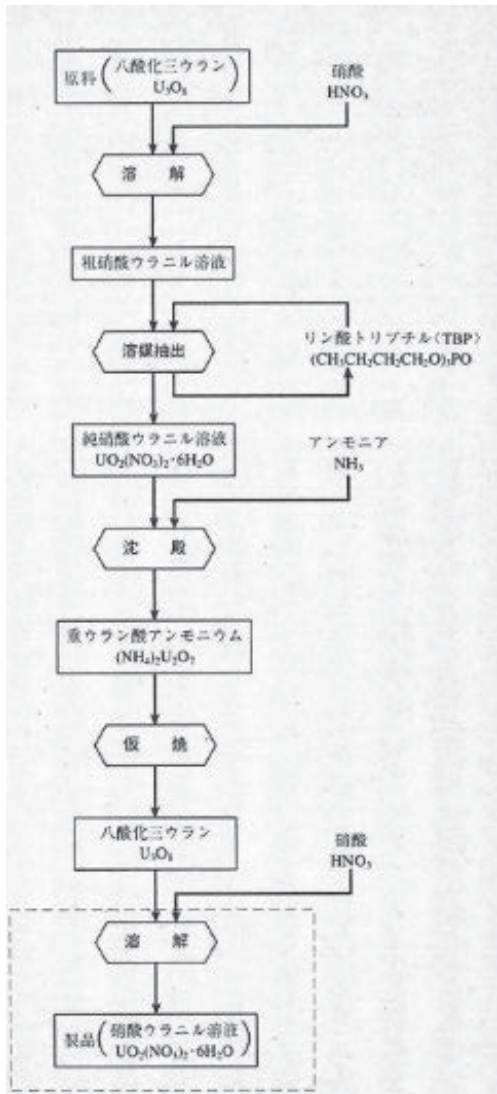 原料（八酸化三ウラン
U₃O₈）
硝酸
HNO₃
溶 解
粗硝酸ウラニル溶液
溶媒抽出
リン酸トリブチル(TBP)
(CH₃CH₂CH₂CH₂O)₃PO
純硝酸ウラニル溶液
UO₂(NO₃)₂·6H₂O
アンモニア
NH₃
沈 殿
重ウラン酸アンモニウム
(NH₄)₂U₂O₇
仮 焼
八酸化三ウラン
U₃O₈
硝酸
HNO₃
溶 解
製品（硝酸ウラニル溶液
UO₂(NO₃)₂·6H₂O）